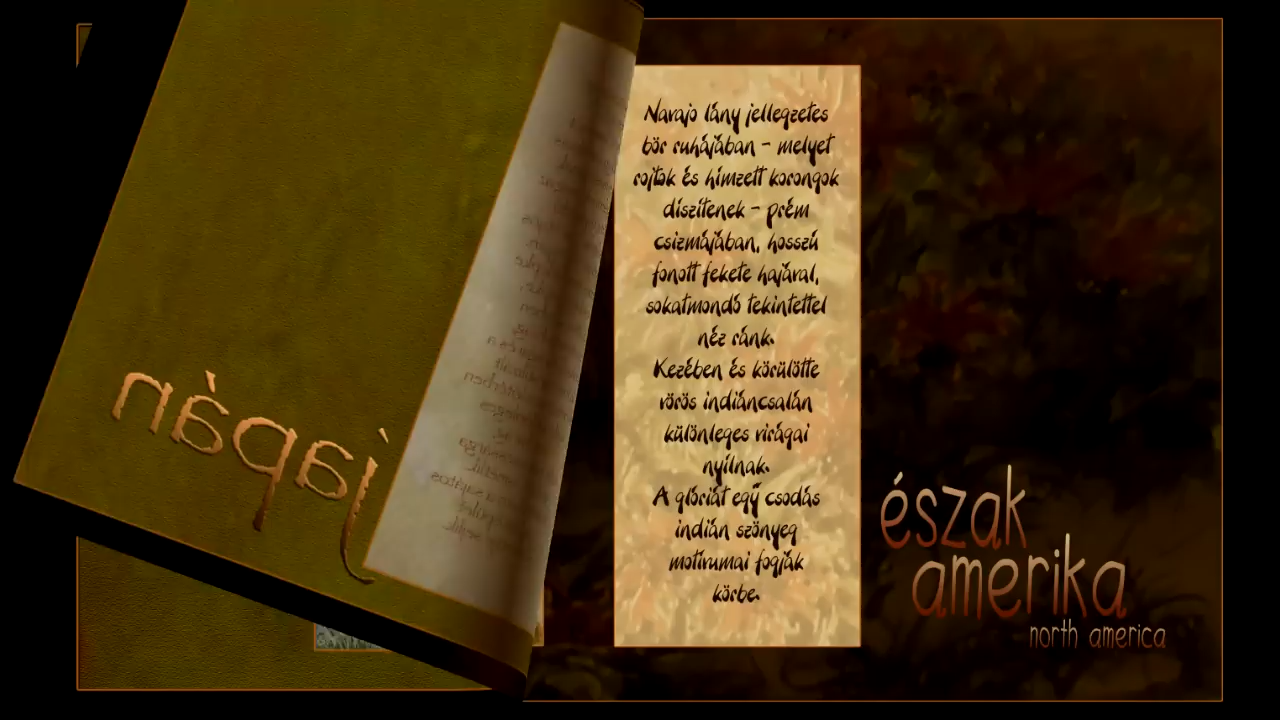 Navajo lány jellegzetes
bör ruhájában - melyet
rojtok és hímzett korongok
díszítenek - prém
csizmájában, hosszú
fonott fekete hajával,
sokatmondó tekintettel
néz ránk.
Kezében és körülötte
vörös indiáncsalán
különleges virágai
nyílnak.
A glóriát egy csodás
indián szönyeg
motívumai fogják
körbe.
észak
amerika
north america
japán